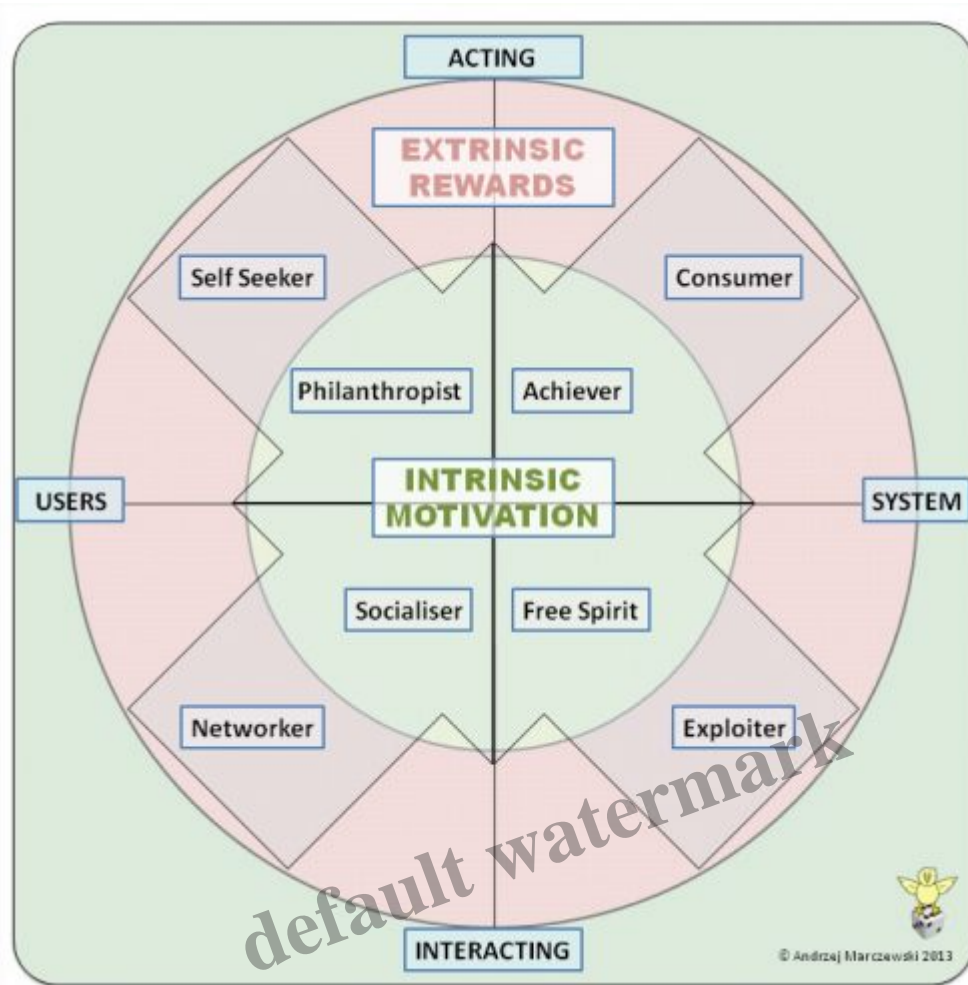 ACTING
EXTRINSIC
REWARDS
Self Seeker
Consumer
Philanthropist
Achiever
USERS
INTRINSIC
MOTIVATION
SYSTEM
Socialiser
Free Spirit
Networker
Exploiter
default watermark
INTERACTING
© Andrzej Marczewski 2013